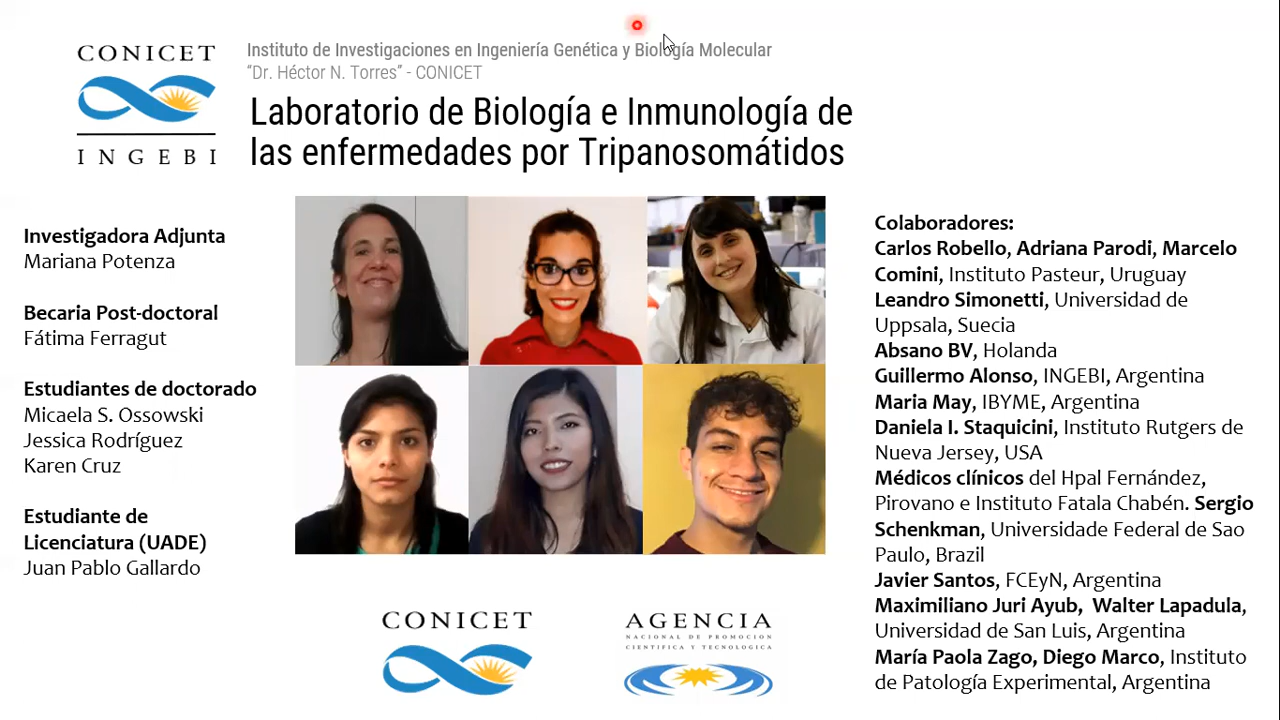 CONICET
INGEBI
Instituto de Investigaciones en Ingeniería Genética y Biología Molecular
“Dr. Héctor N. Torres” - CONICET
Laboratorio de Biología e Inmunología de
las enfermedades por Tripanosomátidos
Investigadora Adjunta
Mariana Potenza
Becaria Post-doctoral
Fátima Ferragut
Estudiantes de doctorado
Micaela S. Ossowski
Jessica Rodríguez
Karen Cruz
Estudiante de
Licenciatura (UADE)
Juan Pablo Gallardo
Colaboradores:
Carlos Robello, Adriana Parodi, Marcelo
Comini, Instituto Pasteur, Uruguay
Leandro Simonetti, Universidad de
Uppsala, Suecia
Absano BV, Holanda
Guillermo Alonso, INGEBI, Argentina
Maria May, IBYME, Argentina
Daniela I. Staquicini, Instituto Rutgers de
Nueva Jersey, USA
Médicos clínicos del Hpal Fernández,
Pirovano e Instituto Fatala Chabén. Sergio
Schenkman, Universidade Federal de Sao
Paulo, Brazil
Javier Santos, FCEyN, Argentina
Maximiliano Juri Ayub, Walter Lapadula,
Universidad de San Luis, Argentina
María Paola Zago, Diego Marco, Instituto
de Patología Experimental, Argentina
CONICET
AGENCIA
NACIONAL DE PROMOCION
CIENTIFICA Y TECNOLOGICA